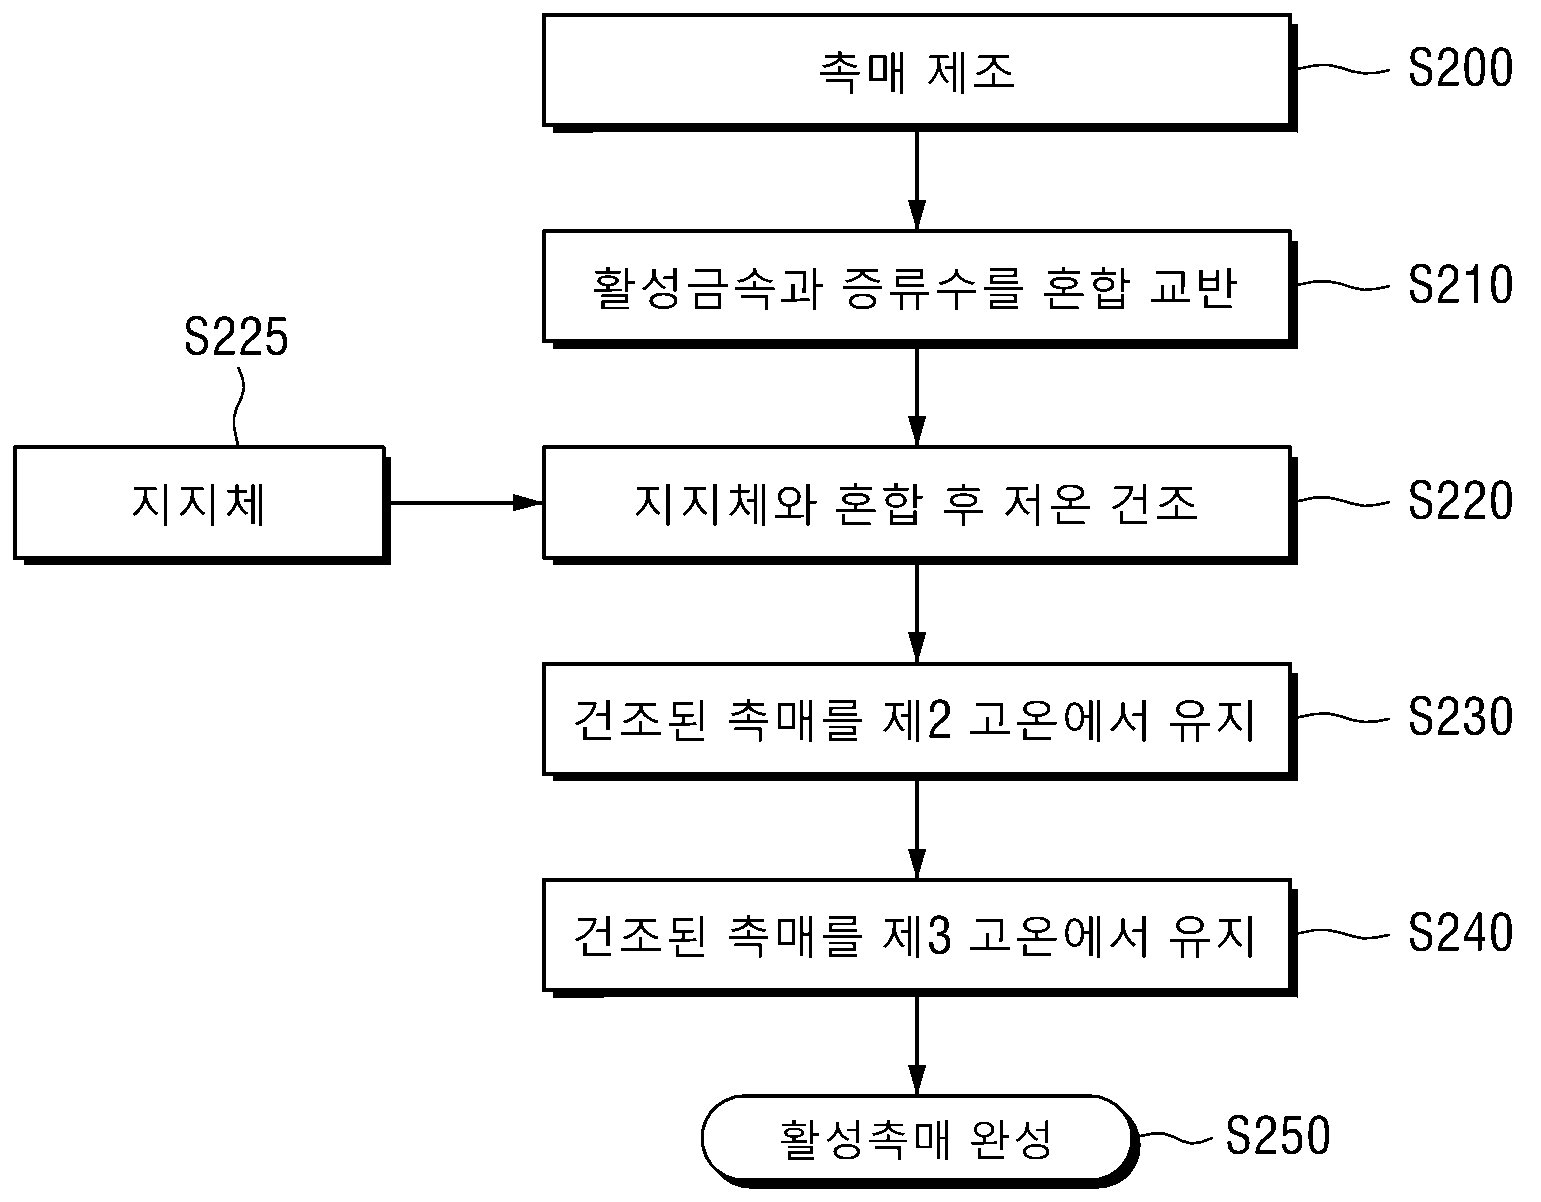 촉매 제조
S200
활성금속과 증류수를 혼합 교반
S210
S225
지지체
지지체와 혼합 후 저온 건조
S220
건조된 촉매를 제2 고온에서 유지
S230
건조된 촉매를 제3 고온에서 유지
S240
활성촉매 완성
S250